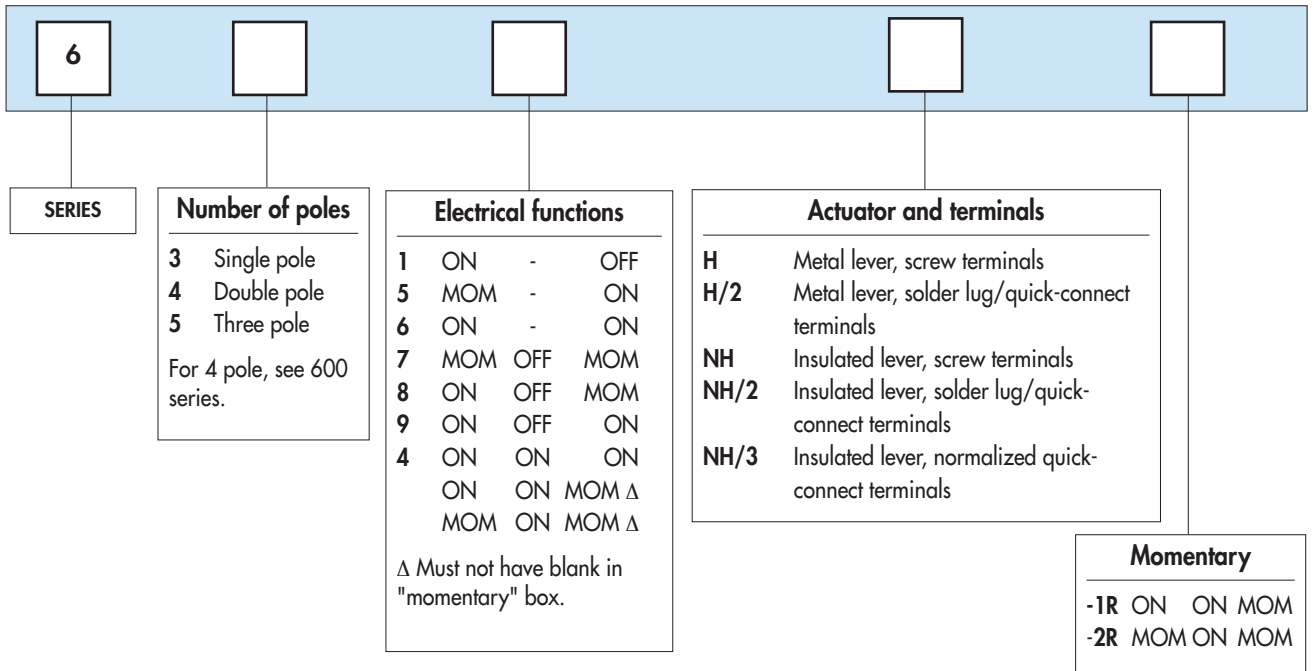 6
SERIES
Number of poles
3 Single pole
4 Double pole
5 Three pole
For 4 pole, see 600
series.
Electrical functions
1 ON - OFF
5 MOM - ON
6 ON - ON
7 MOM OFF MOM
8 ON OFF MOM
9 ON OFF ON
4 ON ON ON
ON ON MOM Δ
MOM ON MOM Δ
Δ Must not have blank in
"momentary" box.
Actuator and terminals
H Metal lever, screw terminals
H/2 Metal lever, solder lug/quick-connect
terminals
NH Insulated lever, screw terminals
NH/2 Insulated lever, solder lug/quick-
connect terminals
NH/3 Insulated lever, normalized quick-
connect terminals
Momentary
-1R ON ON MOM
-2R MOM ON MOM